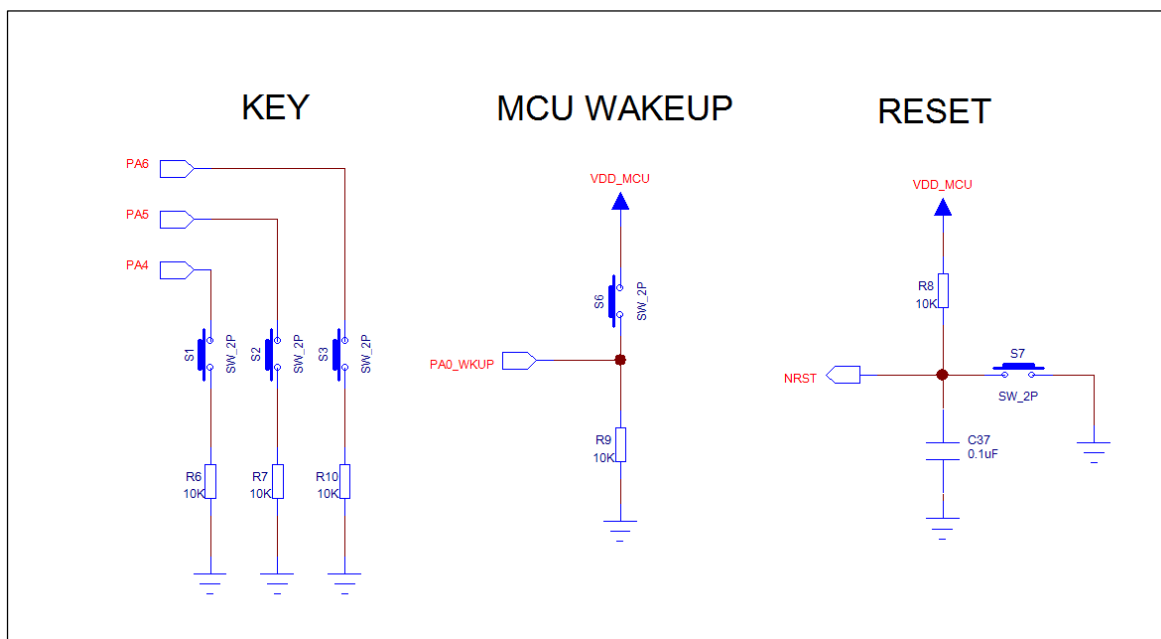 KEY
PA6
PA5
PA4
S1
SW_2P
S2
SW_2P
S3
SW_2P
R6
10K
R7
10K
R10
10K
MCU WAKEUP
VDD_MCU
S6
SW_2P
PA0_WKUP
R9
10K
RESET
VDD_MCU
R8
10K
NRST
S7
SW_2P
C37
0.1uF